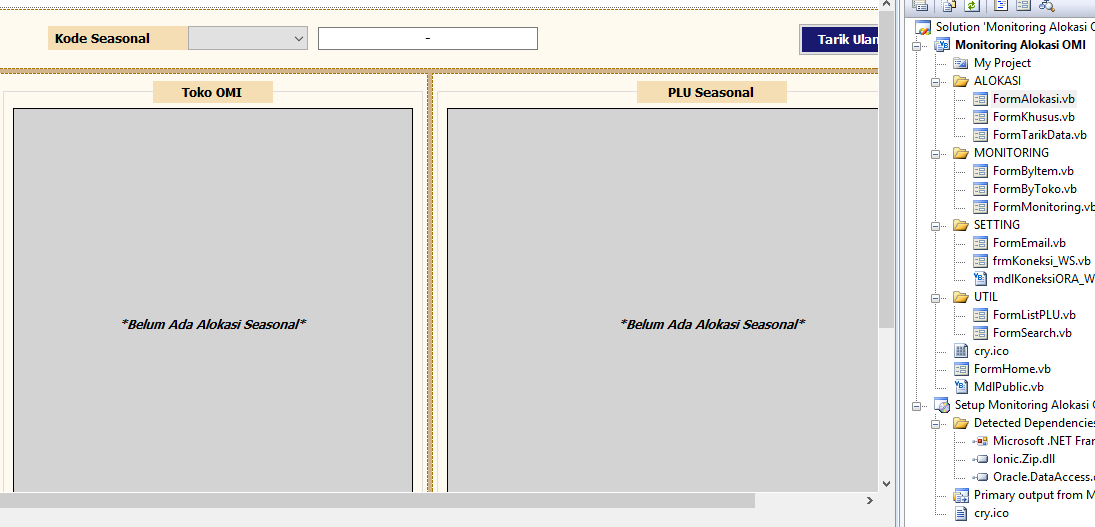 Kode Seasonal
-
Tarik Ulan
Toko OMI
PLU Seasonal
*Belum Ada Alokasi Seasonal*
*Belum Ada Alokasi Seasonal*
Solution 'Monitoring Alokasi O
Monitoring Alokasi OMI
My Project
ALOKASI
FormAlokasi.vb
FormKhusus.vb
FormTarikData.vb
MONITORING
FormByItem.vb
FormByToko.vb
FormMonitoring.vb
SETTING
FormEmail.vb
frmKoneksi_WS.vb
mdlKoneksiORA_W
UTIL
FormListPLU.vb
FormSearch.vb
cry.ico
FormHome.vb
MdlPublic.vb
Setup Monitoring Alokasi O
Detected Dependencies
Microsoft .NET Fran
Ionic.Zip.dll
Oracle.DataAccess.
Primary output from M
cry.ico